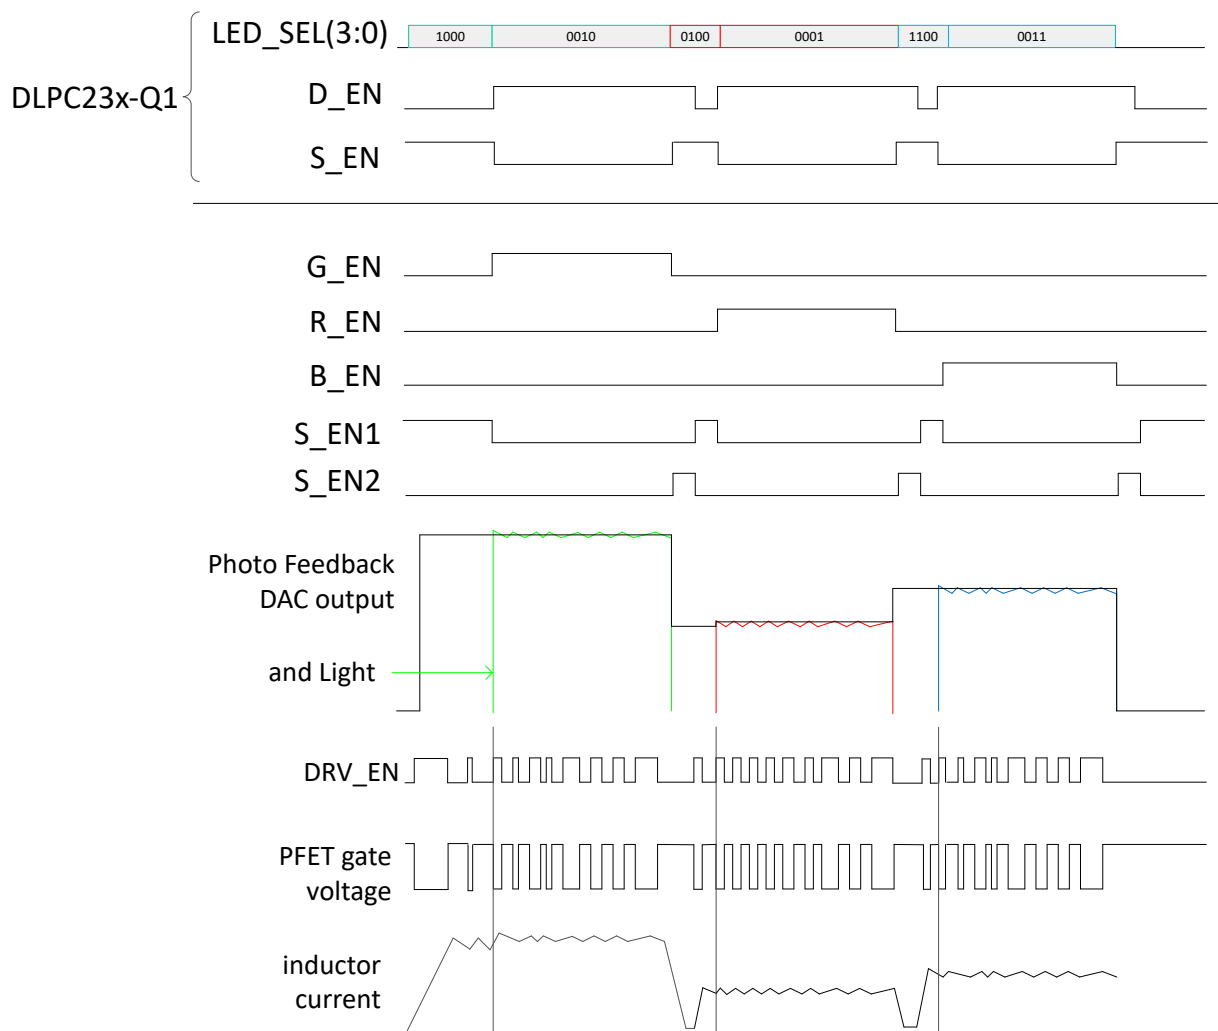 LED_SEL(3:0)
1000 0010 0100 0001 1100 0011
DLPC23x-Q1
D_EN
S_EN
G_EN
R_EN
B_EN
S_EN1
S_EN2
Photo Feedback
DAC output
and Light
DRV_EN
PFET gate
voltage
inductor
current